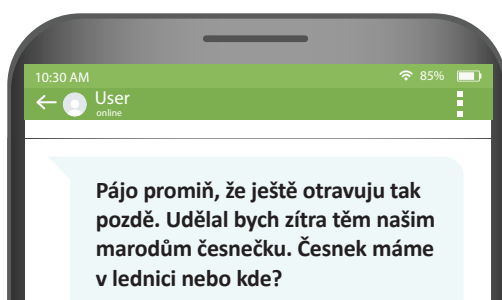 10:30 AM 85%
User
online
Pájo promiň, že ještě otravuju tak
pozdě. Udělal bych zítra těm našim
marodům česnečku. Česnek máme
v lednici nebo kde?